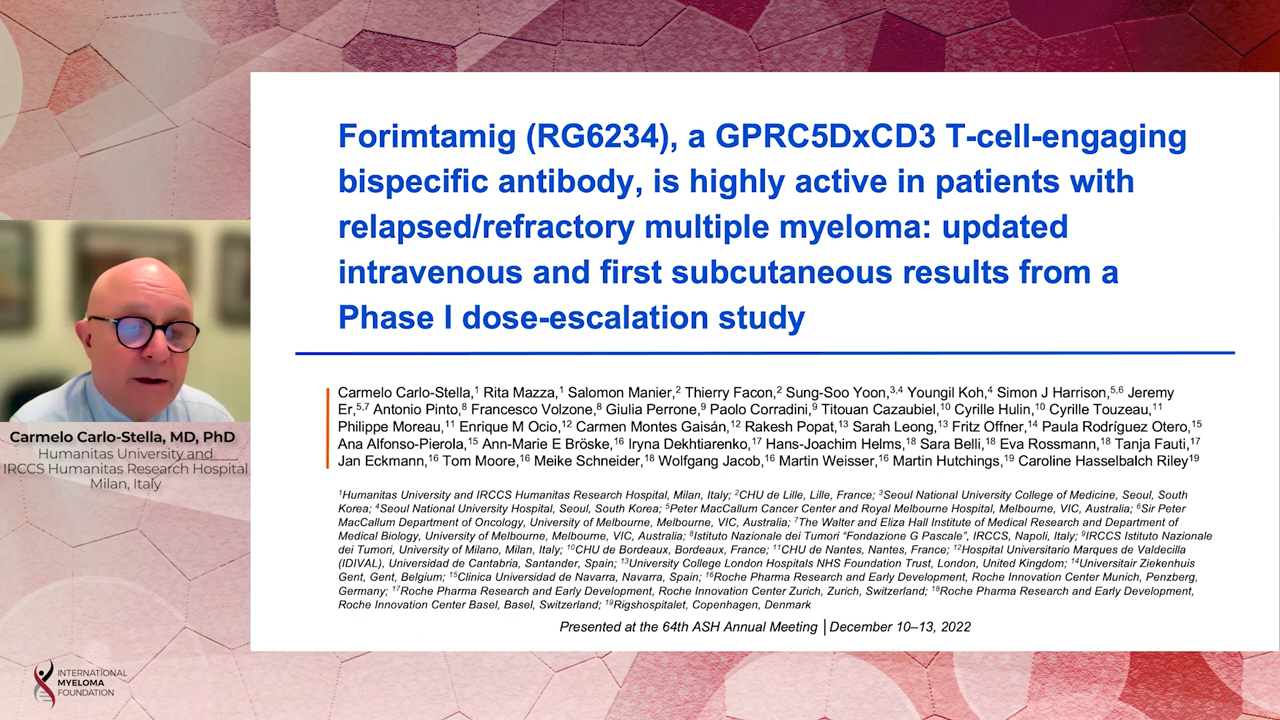 Forimtamig (RG6234), a GPRC5DxCD3 T-cell-engaging
bispecific antibody, is highly active in patients with
relapsed/refractory multiple myeloma: updated
intravenous and first subcutaneous results from a
Phase I dose-escalation study
Carmelo Carlo-Stella,¹ Rita Mazza,¹ Salomon Manier,² Thierry Facon,² Sung-Soo Yoon,³,⁴ Youngil Koh,⁴ Simon J Harrison,⁵,⁶ Jeremy
Er,⁵,⁷ Antonio Pinto,⁸ Francesco Volzone,⁸ Giulia Perrone,⁹ Paolo Corradini,⁹ Titouan Cazaubiel,¹⁰ Cyrille Hulin,¹⁰ Cyrille Touzeau,¹¹
Philippe Moreau,¹¹ Enrique M Ocio,¹² Carmen Montes Gaisán,¹² Rakesh Popat,¹³ Sarah Leong,¹³ Fritz Offner,¹⁴ Paula Rodríguez Otero,¹⁵
Ana Alfonso-Pierola,¹⁵ Ann-Marie E Bröske,¹⁶ Iryna Dekhtiarenko,¹⁷ Hans-Joachim Helms,¹⁸ Sara Belli,¹⁸ Eva Rossmann,¹⁸ Tanja Fauti,¹⁷
Jan Eckmann,¹⁶ Tom Moore,¹⁶ Meike Schneider,¹⁸ Wolfgang Jacob,¹⁶ Martin Weisser,¹⁶ Martin Hutchings,¹⁹ Caroline Hasselbalch Riley¹⁹
¹Humanitas University and IRCCS Humanitas Research Hospital, Milan, Italy; ²CHU de Lille, Lille, France; ³Seoul National University College of Medicine, Seoul, South
Korea; ⁴Seoul National University Hospital, Seoul, South Korea; ⁵Peter MacCallum Cancer Center and Royal Melbourne Hospital, Melbourne, VIC, Australia; ⁶Sir Peter
MacCallum Department of Oncology, University of Melbourne, Melbourne, VIC, Australia; ⁷The Walter and Eliza Hall Institute of Medical Research and Department of
Medical Biology, University of Melbourne, Melbourne, VIC, Australia; ⁸Istituto Nazionale dei Tumori “Fondazione G Pascale”, IRCCS, Napoli, Italy; ⁹IRCCS Istituto Nazionale
dei Tumori, University of Milano, Milan, Italy; ¹⁰CHU de Bordeaux, Bordeaux, France; ¹¹CHU de Nantes, Nantes, France; ¹²Hospital Universitario Marques de Valdecilla
(IDIVAL), Universidad de Cantabria, Santander, Spain; ¹³University College London Hospitals NHS Foundation Trust, London, United Kingdom; ¹⁴Universitair Ziekenhuis
Gent, Gent, Belgium; ¹⁵Clinica Universidad de Navarra, Navarra, Spain; ¹⁶Roche Pharma Research and Early Development, Roche Innovation Center Munich, Penzberg,
Germany; ¹⁷Roche Pharma Research and Early Development, Roche Innovation Center Zurich, Zurich, Switzerland; ¹⁸Roche Pharma Research and Early Development,
Roche Innovation Center Basel, Basel, Switzerland; ¹⁹Rigshospitalet, Copenhagen, Denmark
Presented at the 64th ASH Annual Meeting | December 10–13, 2022
Carmelo Carlo-Stella, MD, PhD
Humanitas University and
IRCCS Humanitas Research Hospital
Milan, Italy
INTERNATIONAL
MYELOMA
FOUNDATION